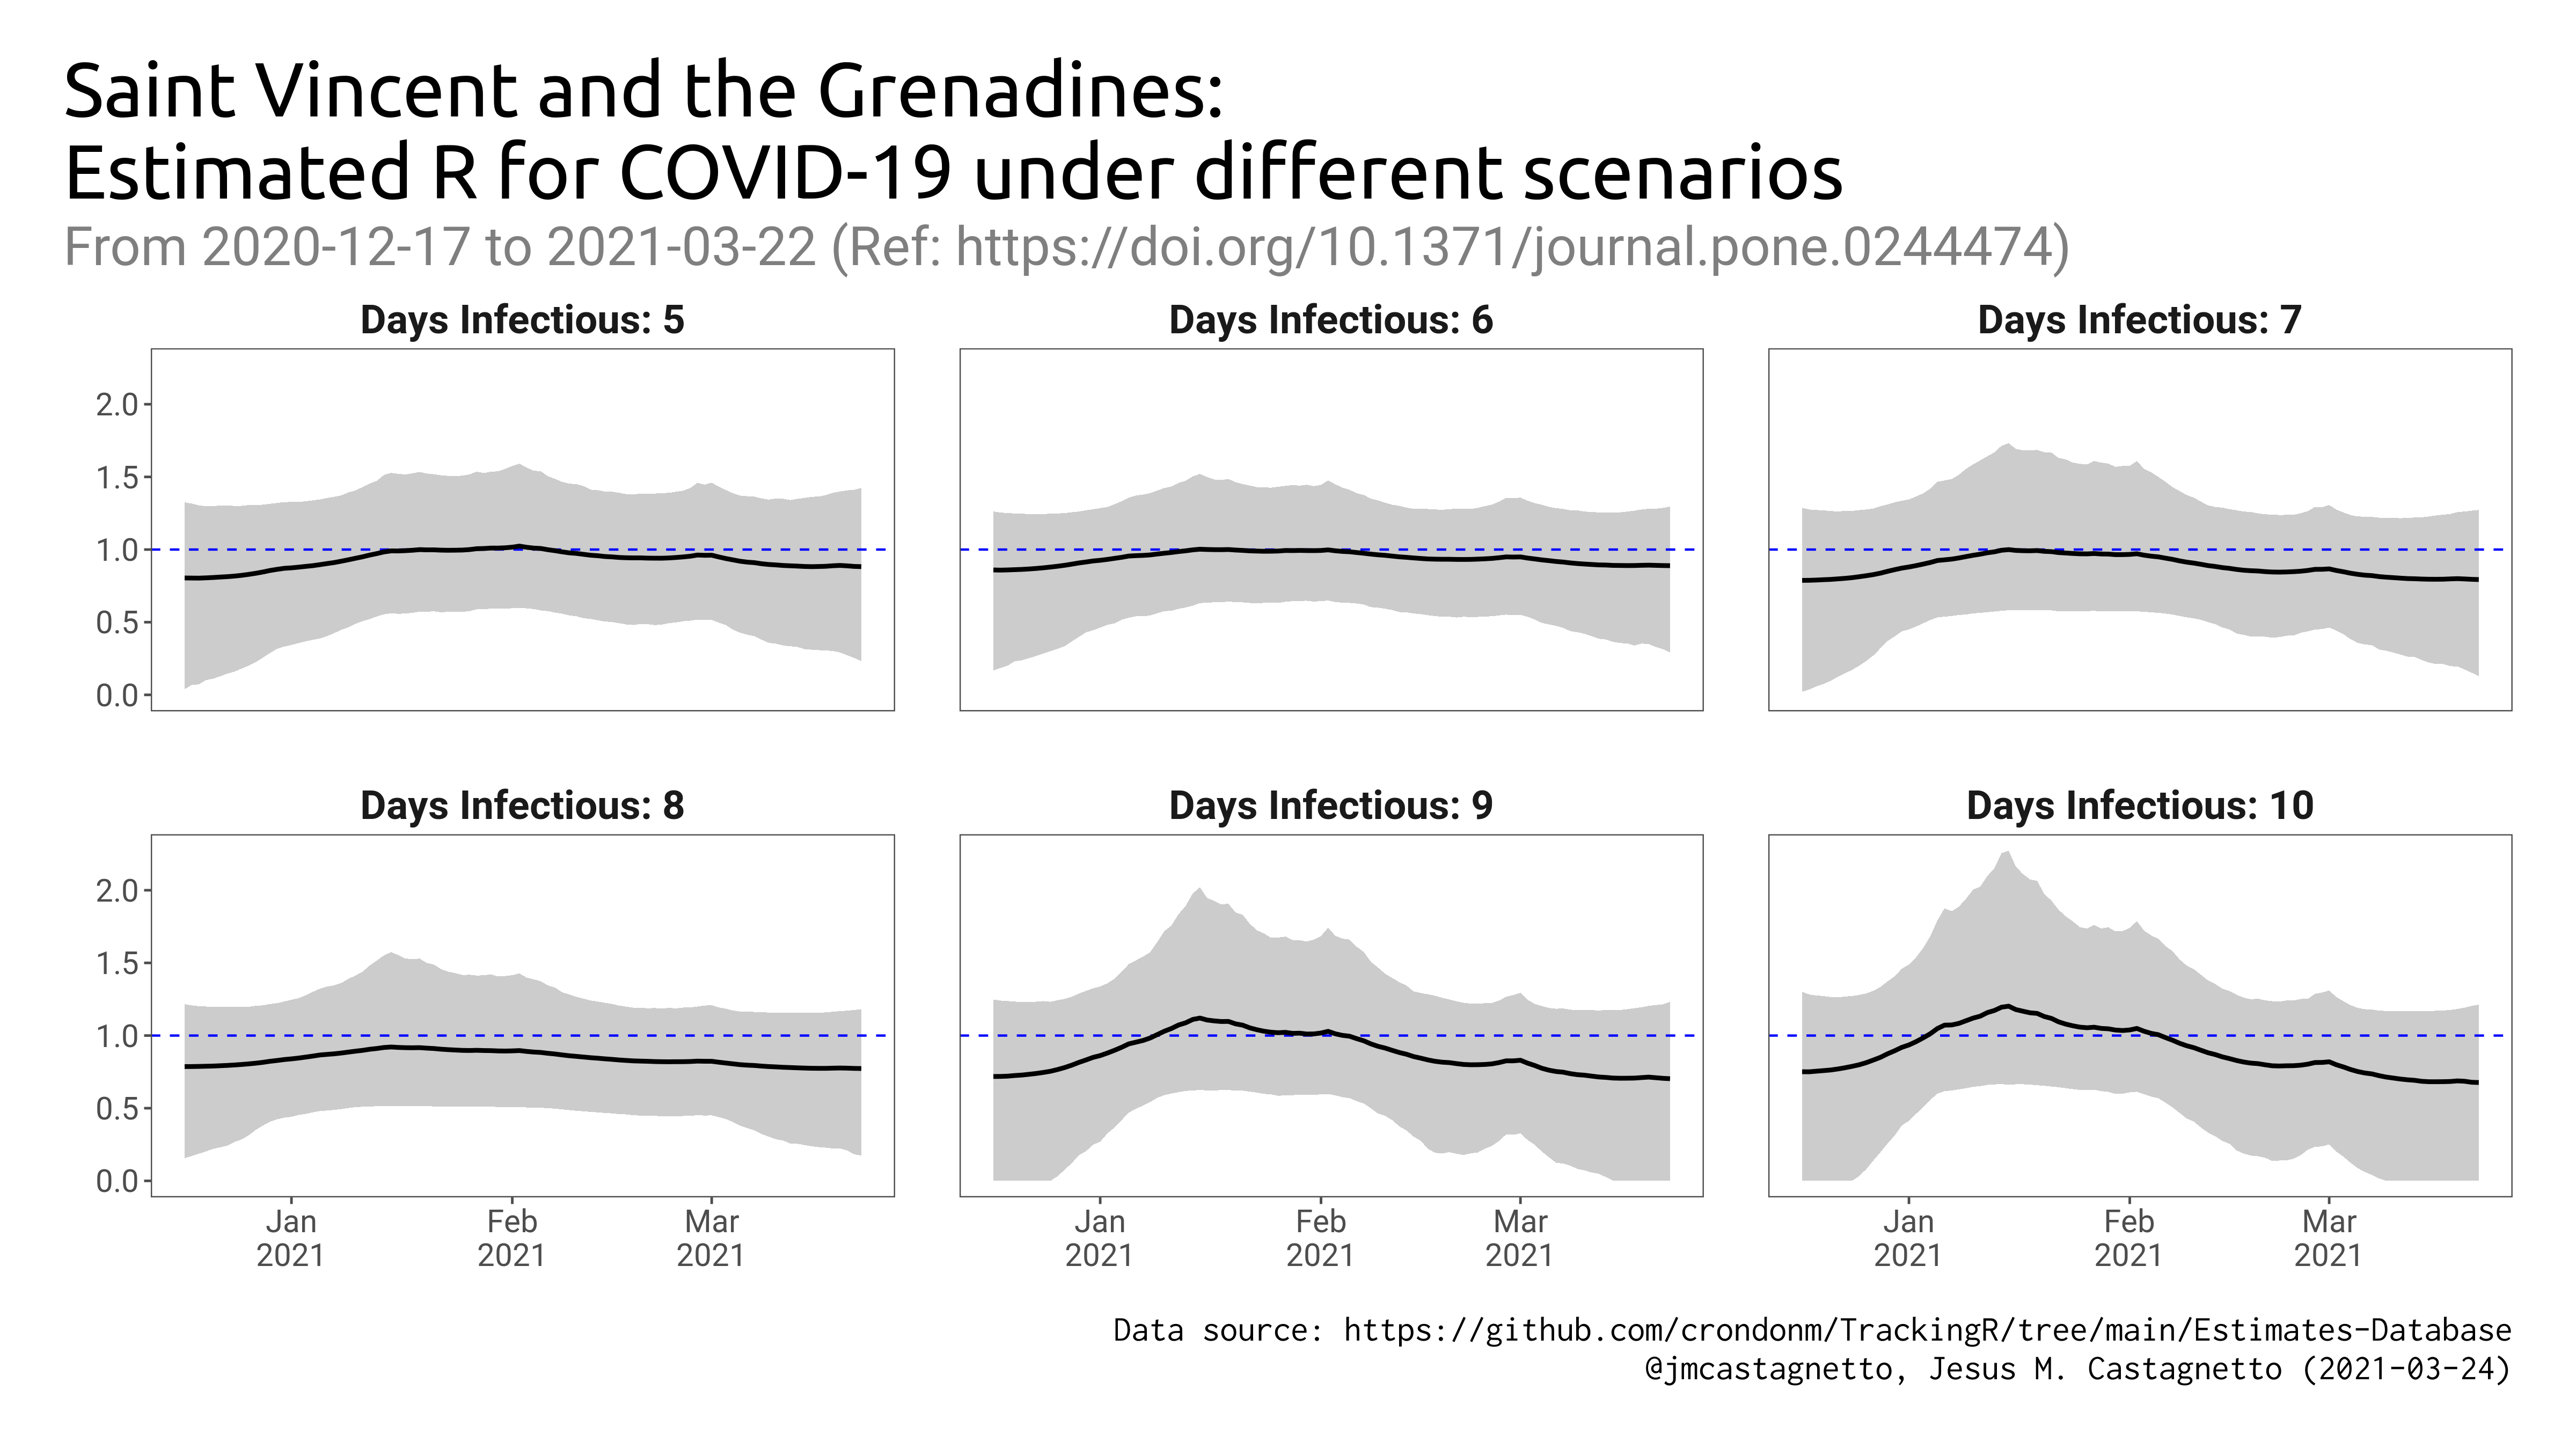 Saint Vincent and the Grenadines:
Estimated R for COVID-19 under different scenarios
From 2020-12-17 to 2021-03-22 (Ref: https://doi.org/10.1371/journal.pone.0244474)
Days Infectious: 5
Days Infectious: 6
Days Infectious: 7
2.0
1.5
1.0
0.5
0.0
Days Infectious: 8
Days Infectious: 9
Days Infectious: 10
2.0
1.5
1.0
0.5
0.0
Jan
2021
Feb
2021
Mar
2021
Jan
2021
Feb
2021
Mar
2021
Jan
2021
Feb
2021
Mar
2021
Data source: https://github.com/crondonm/TrackingR/tree/main/Estimates-Database
@jmcastagnetto, Jesus M. Castagnetto (2021-03-24)